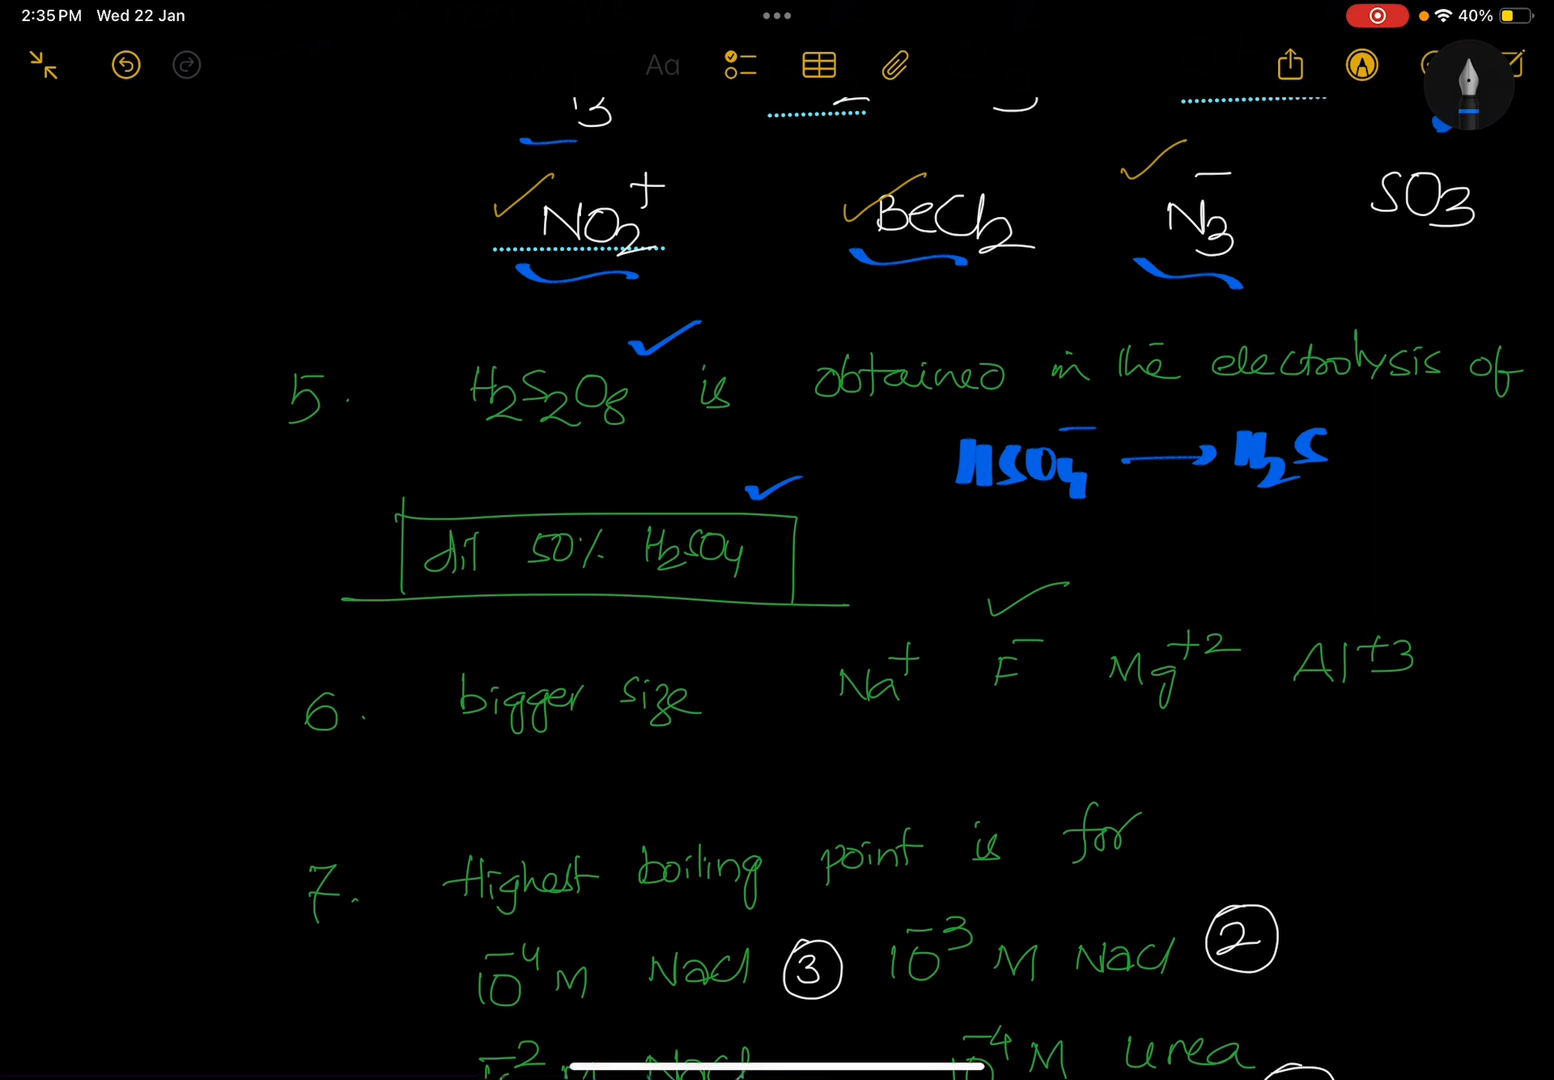 2:35 PM Wed 22 Jan
40%
Aa
NO2+ BeCl2 N3- SO3
5. H2S2O8 is obtained in the electrolysis of
HSO4- → H2S
dil 50% H2SO4
6. bigger size Na+ F- Mg+2 Al+3
7. Highest boiling point is for
10-4 M NaCl 3 10-3 M NaCl 2
-2 M NaCl 10-4 M urea